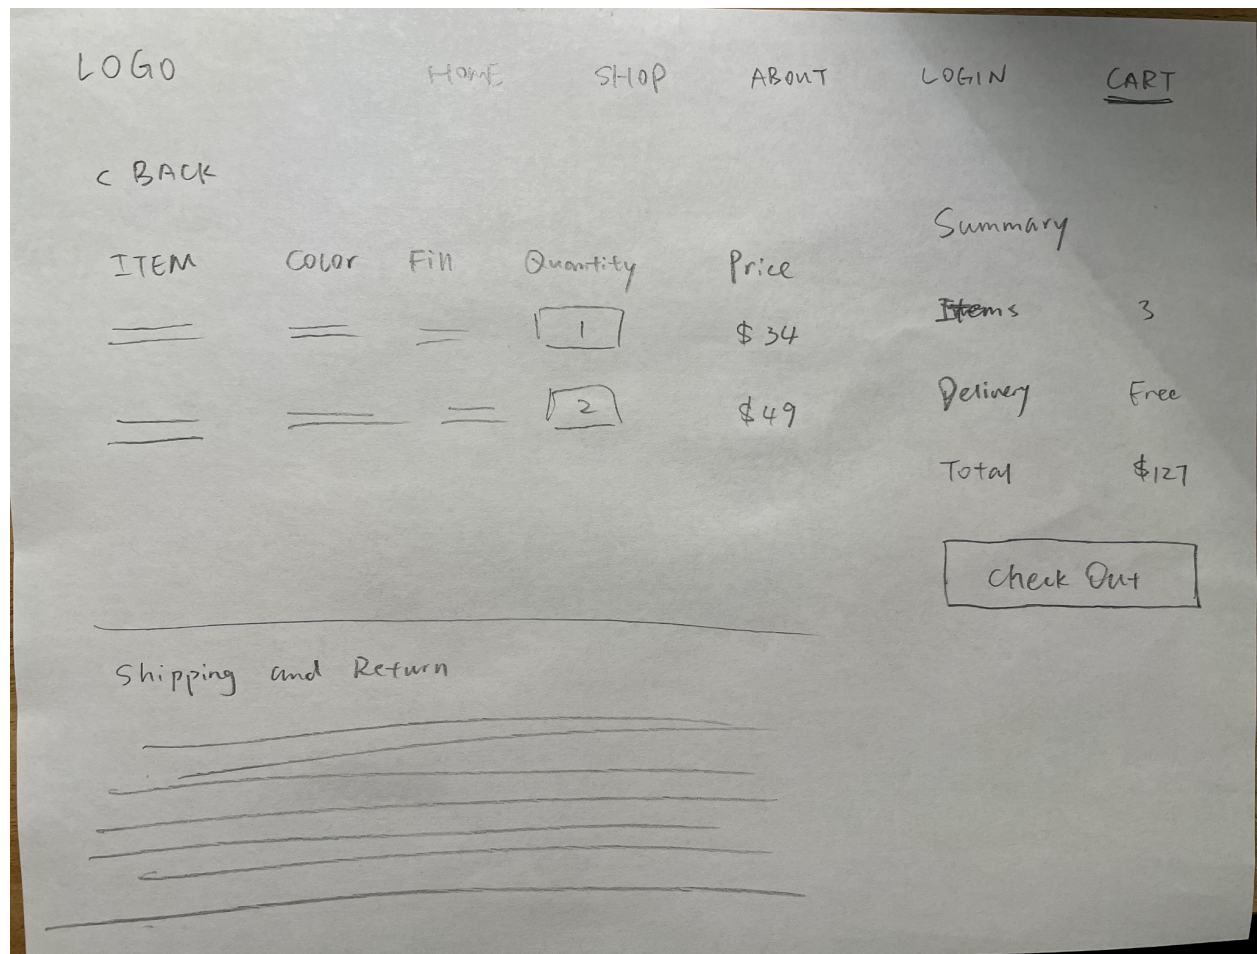 LOGO HOME SHOP ABOUT LOGIN CART
< BACK
ITEM Color Fill Quantity Price
1 $34
2 $49
Summary
Items 3
Delivery Free
Total $127
Check Out
Shipping and Return